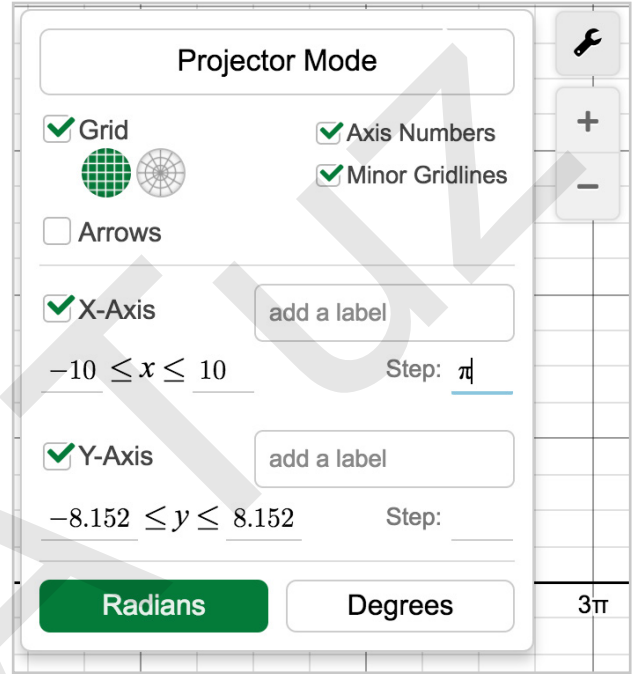 Projector Mode
Grid
Axis Numbers
Minor Gridlines
Arrows
X-Axis add a label
−10 ≤ x ≤ 10 Step: π
Y-Axis add a label
−8.152 ≤ y ≤ 8.152 Step:
Radians Degrees 3π
+
−